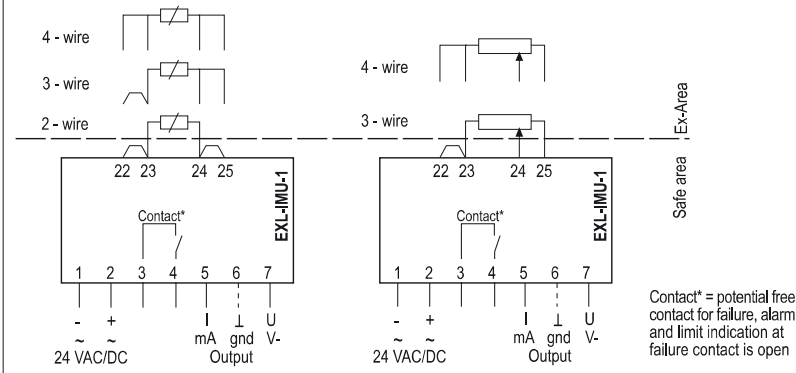 4 - wire
3 - wire
2 - wire
4 - wire
3 - wire
Ex-Area
Safe area
22 23 24 25
EXL-IMU-1
Contact*
1 2 3 4 5 6 7
- + I ⊥ U
~ ~ mA gnd V-
24 VAC/DC Output
22 23 24 25
EXL-IMU-1
Contact*
1 2 3 4 5 6 7
- + I ⊥ U
~ ~ mA gnd V-
24 VAC/DC Output
Contact* = potential free
contact for failure, alarm
and limit indication at
failure contact is open